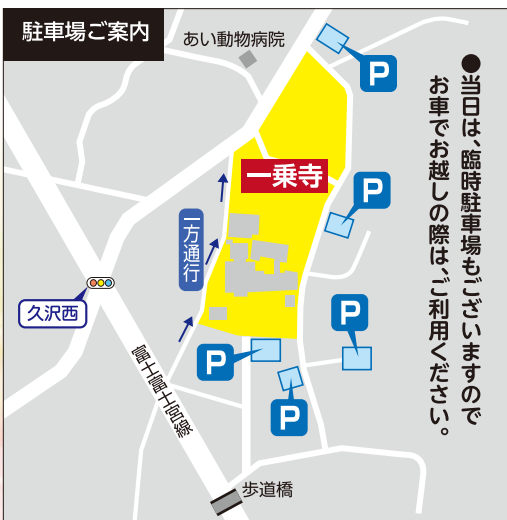 駐車場ご案内
あい動物病院
P
●当日は、臨時駐車場もございますので
お車でお越しの際は、ご利用ください。
一乗寺
P
一方通行
久沢西
P
P
P
富士富士宮線
歩道橋